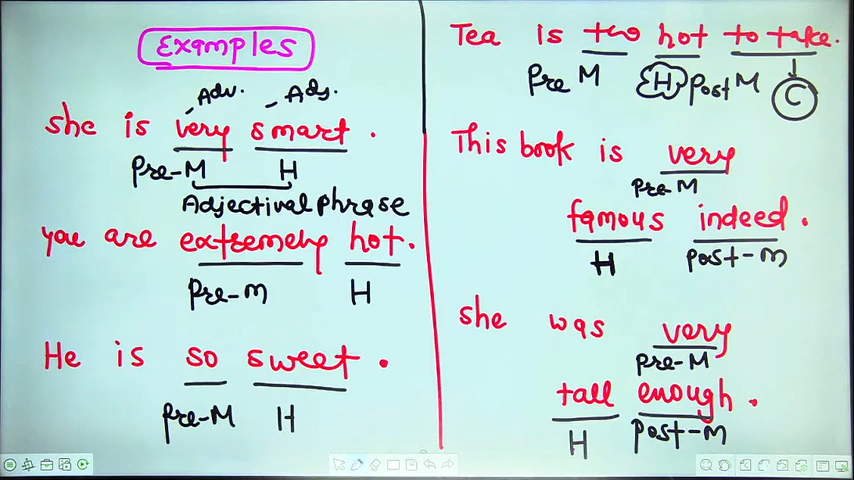 Examples
Adv. Adj.
she is very smart.
Pre-M H
Adjectival phrase
you are extremely hot.
pre-m H
He is so sweet.
pre-M H
Tea is too hot to take.
Pre M H post M C
This book is very
pre M
famous indeed.
H post-m
she was very
pre-M
tall enough.
H post-m